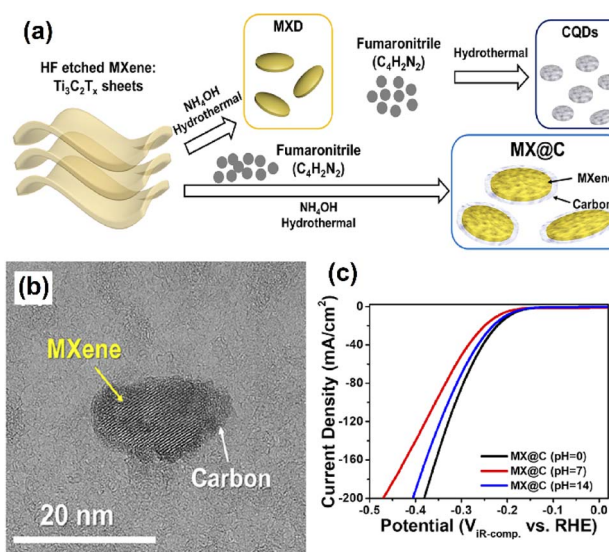 (a)
HF etched MXene:
Ti₃C₂Tₓ sheets
NH₄OH
Hydrothermal
MXD
Fumaronitrile
(C₄H₂N₂)
Hydrothermal
CQDs
Fumaronitrile
(C₄H₂N₂)
NH₄OH
Hydrothermal
MX@C
MXene
Carbon
(b)
MXene
Carbon
20 nm
(c)
Current Density (mA/cm²)
0
-40
-80
-120
-160
-200
MX@C (pH=0)
MX@C (pH=7)
MX@C (pH=14)
-0.5 -0.4 -0.3 -0.2 -0.1 0.0
Potential (V iR-comp. vs. RHE)